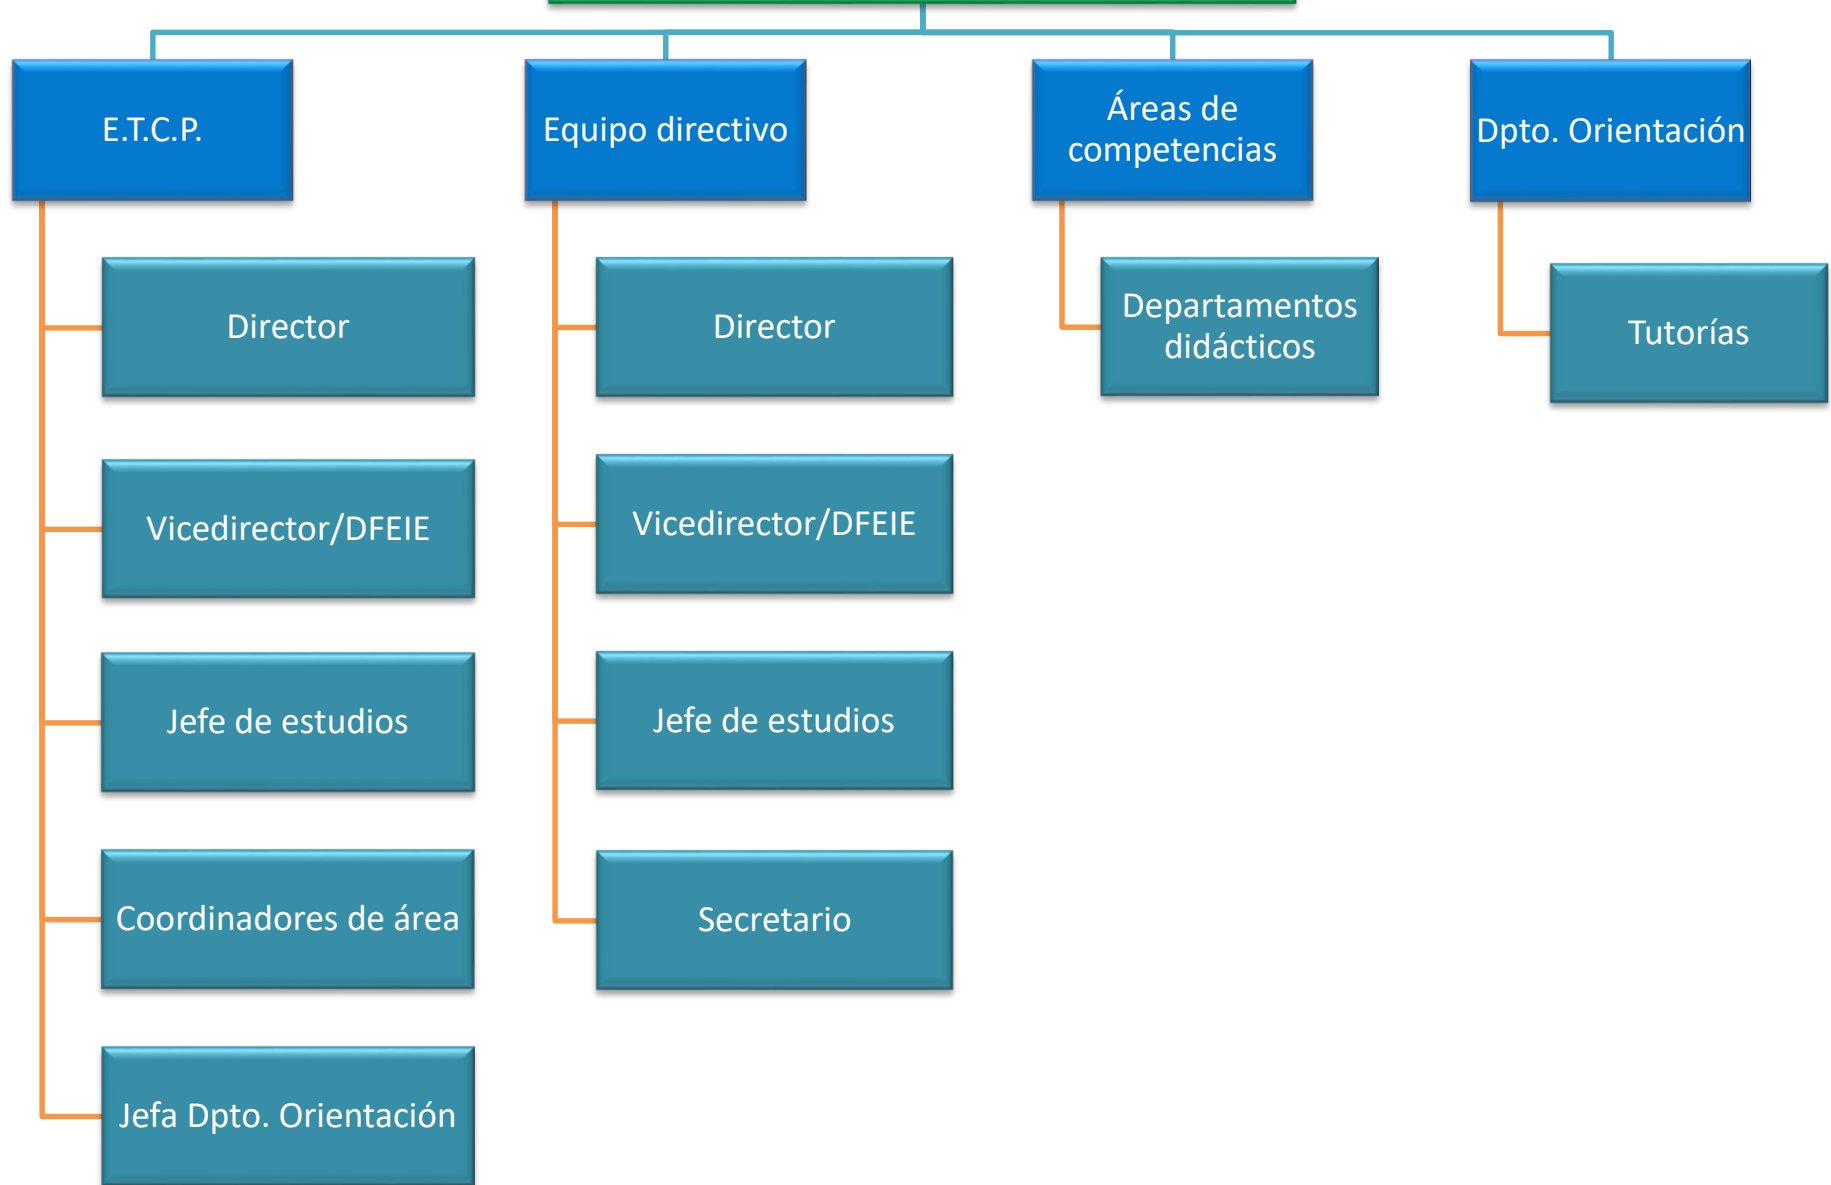 E.T.C.P.
Equipo directivo
Áreas de
competencias
Dpto. Orientación
Director
Vicedirector/DFEIE
Jefe de estudios
Coordinadores de área
Jefa Dpto. Orientación
Director
Vicedirector/DFEIE
Jefe de estudios
Secretario
Departamentos
didácticos
Tutorías